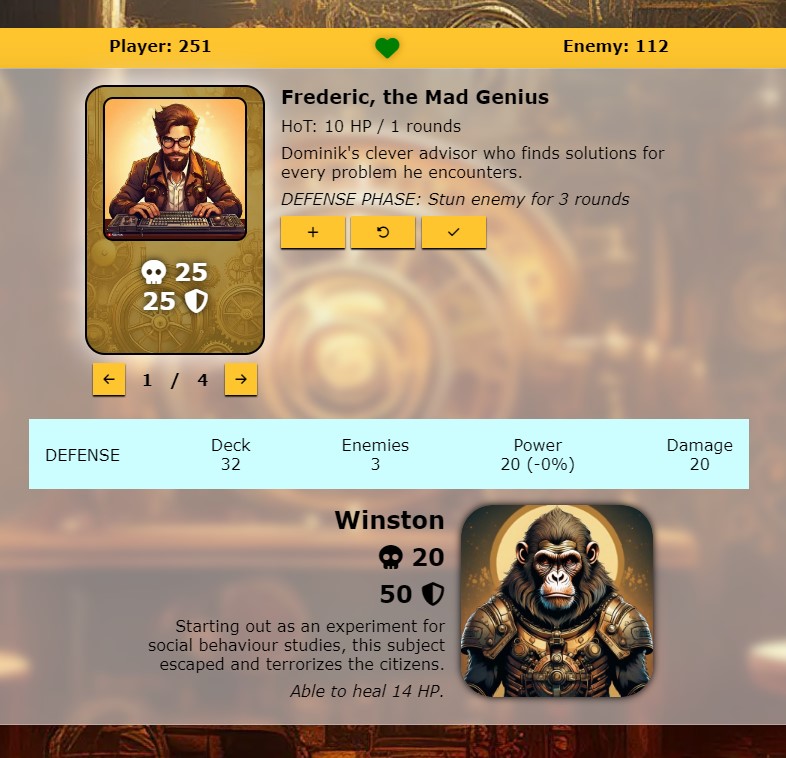 Player: 251
Enemy: 112
Frederic, the Mad Genius
HoT: 10 HP / 1 rounds
Dominik's clever advisor who finds solutions for
every problem he encounters.
DEFENSE PHASE: Stun enemy for 3 rounds
25
25
1 / 4
DEFENSE
Deck
32
Enemies
3
Power
20 (-0%)
Damage
20
Winston
20
50
Starting out as an experiment for
social behaviour studies, this subject
escaped and terrorizes the citizens.
Able to heal 14 HP.